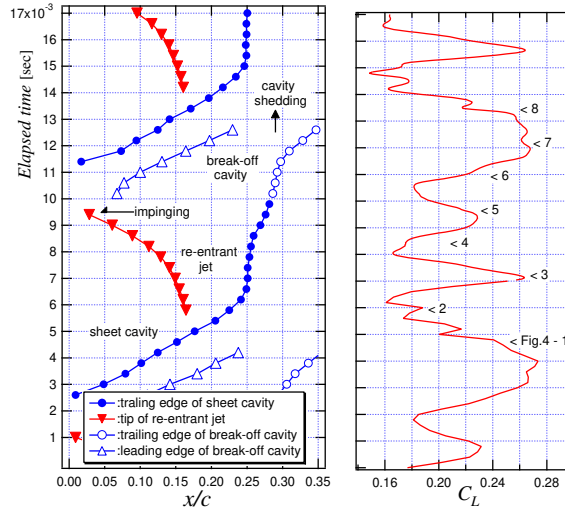 17x10-3
16
15
14
13
12
11
10
9
8
7
6
5
4
3
2
1
Elapsed time [sec]
cavity
shedding
break-off
cavity
impinging
re-entrant
jet
sheet cavity
:traling edge of sheet cavity
:tip of re-entrant jet
:trailing edge of break-off cavity
:leading edge of break-off cavity
0.00 0.05 0.10 0.15 0.20 0.25 0.30 0.35
x/c
< 8
< 7
< 6
< 5
< 4
< 3
< 2
< Fig.4 - 1
0.16 0.20 0.24 0.28
CL